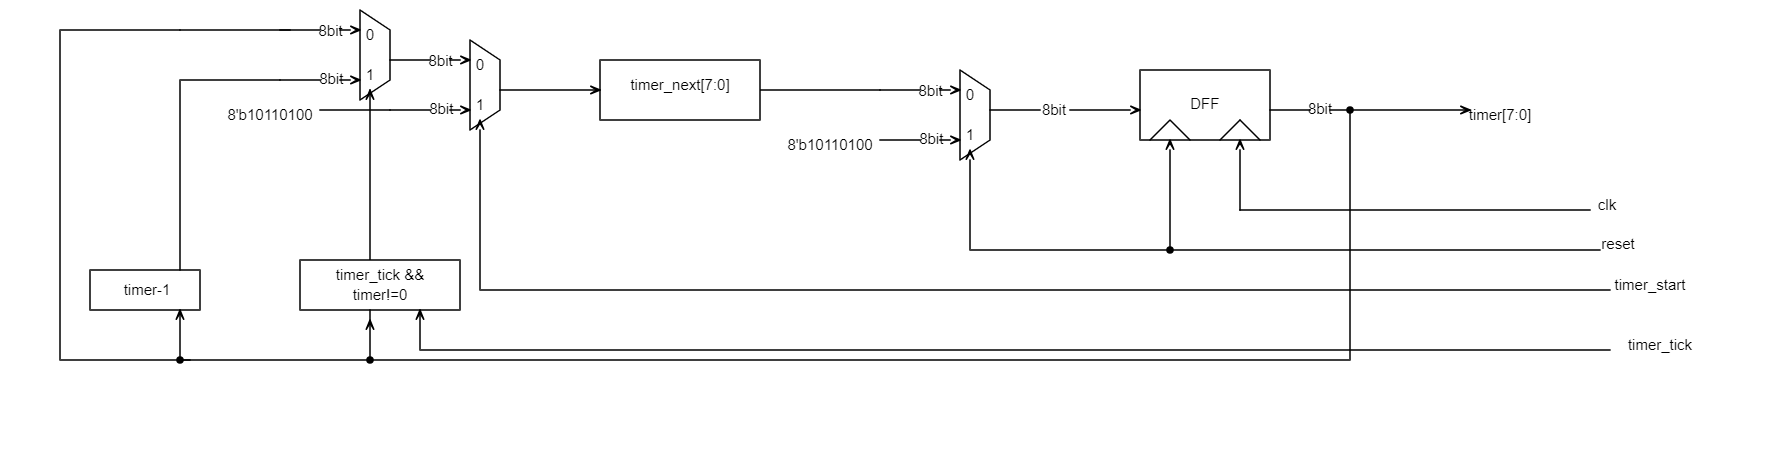 8bit
0
8bit
1
8bit
0
8'b10110100
8bit
1
timer_next[7:0]
8bit
0
8'b10110100
8bit
1
8bit
DFF
8bit
timer[7:0]
clk
reset
timer_start
timer_tick
timer-1
timer_tick &&
timer!=0